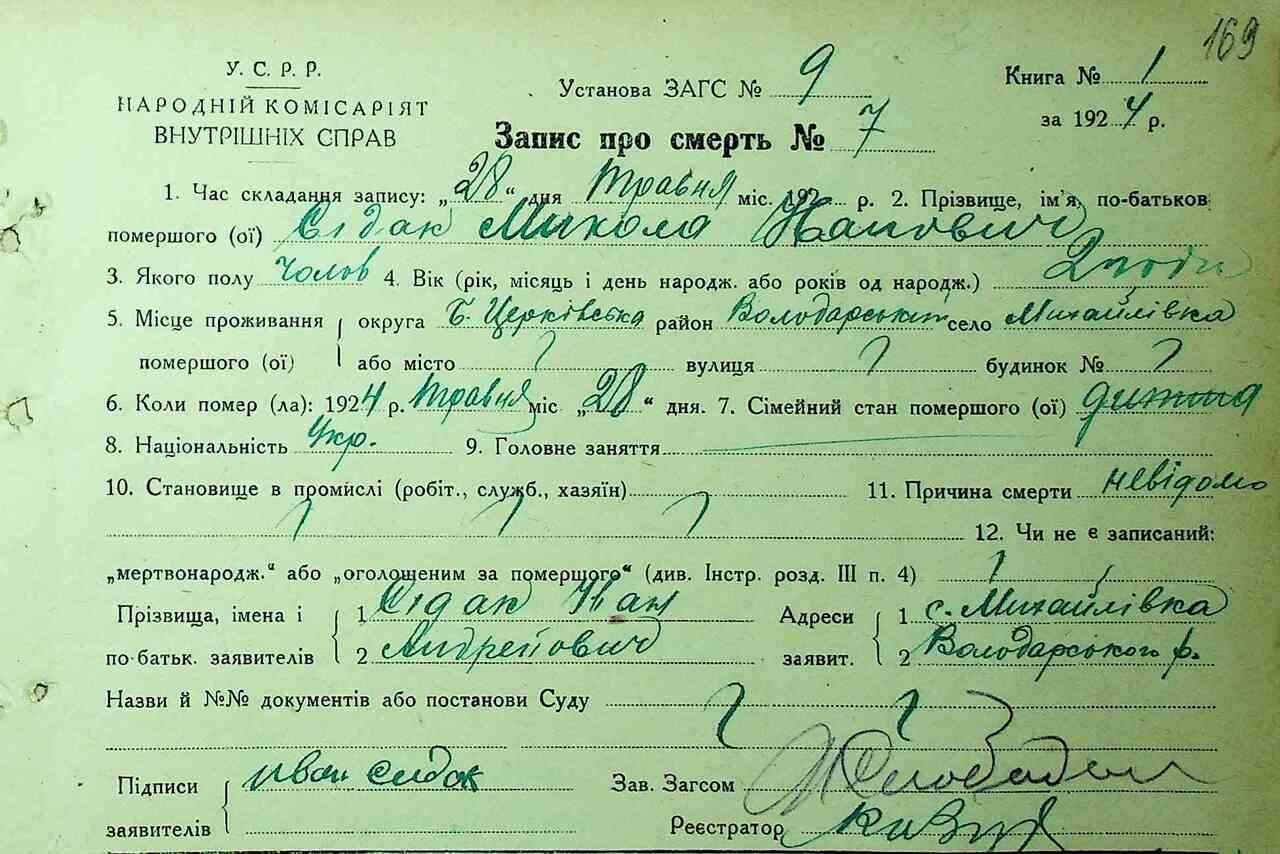 169
У. С. Р. Р.
НАРОДНІЙ КОМІСАРІЯТ
ВНУТРІШНІХ СПРАВ
Установа ЗАГС № 9
Книга № 1
за 1924 р.
Запис про смерть № 7
1. Час складання запису: „28“ дня травня міс. 192 р. 2. Прізвище, ім'я, по-батьков
помершого (ої) Сідак Микола Іванович
3. Якого полу чолов 4. Вік (рік, місяць і день народж. або років од народж.) 2 годи
5. Місце проживання округа Б. Церківська район Володарський село Михайлівка
помершого (ої) або місто вулиця будинок №
6. Коли помер (ла): 1924 р. травня міс „28“ дня. 7. Сімейний стан помершого (ої) дитина
8. Національність Укр. 9. Головне заняття
10. Становище в промислі (робіт., служб., хазяїн) 11. Причина смерти невідомо
12. Чи не є записаний:
„мертвонародж.“ або „оголошеним за помершого“ (див. Інстр. розд. III п. 4)
Прізвища, імена і 1 Сідак Іван Адреси 1 с. Михайлівка
по-батьк. заявителів 2 Андрейович заявит. 2 Володарського р.
Назви й №№ документів або постанови Суду
Підписи иван сидак Зав. Загсом
заявителів Реєстратор